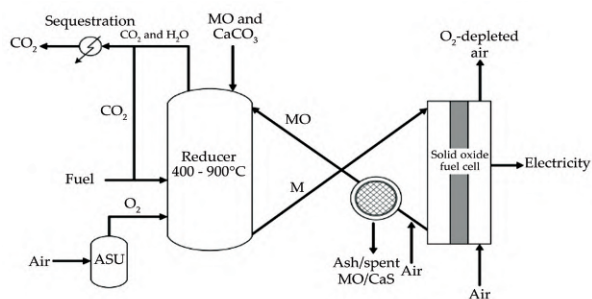 Sequestration
CO₂
CO₂ and H₂O
MO and
CaCO₃
O₂-depleted
air
CO₂
MO
Reducer
400 - 900°C
Solid oxide
fuel cell
Electricity
Fuel
M
O₂
Air
ASU
Ash/spent
MO/CaS
Air
Air